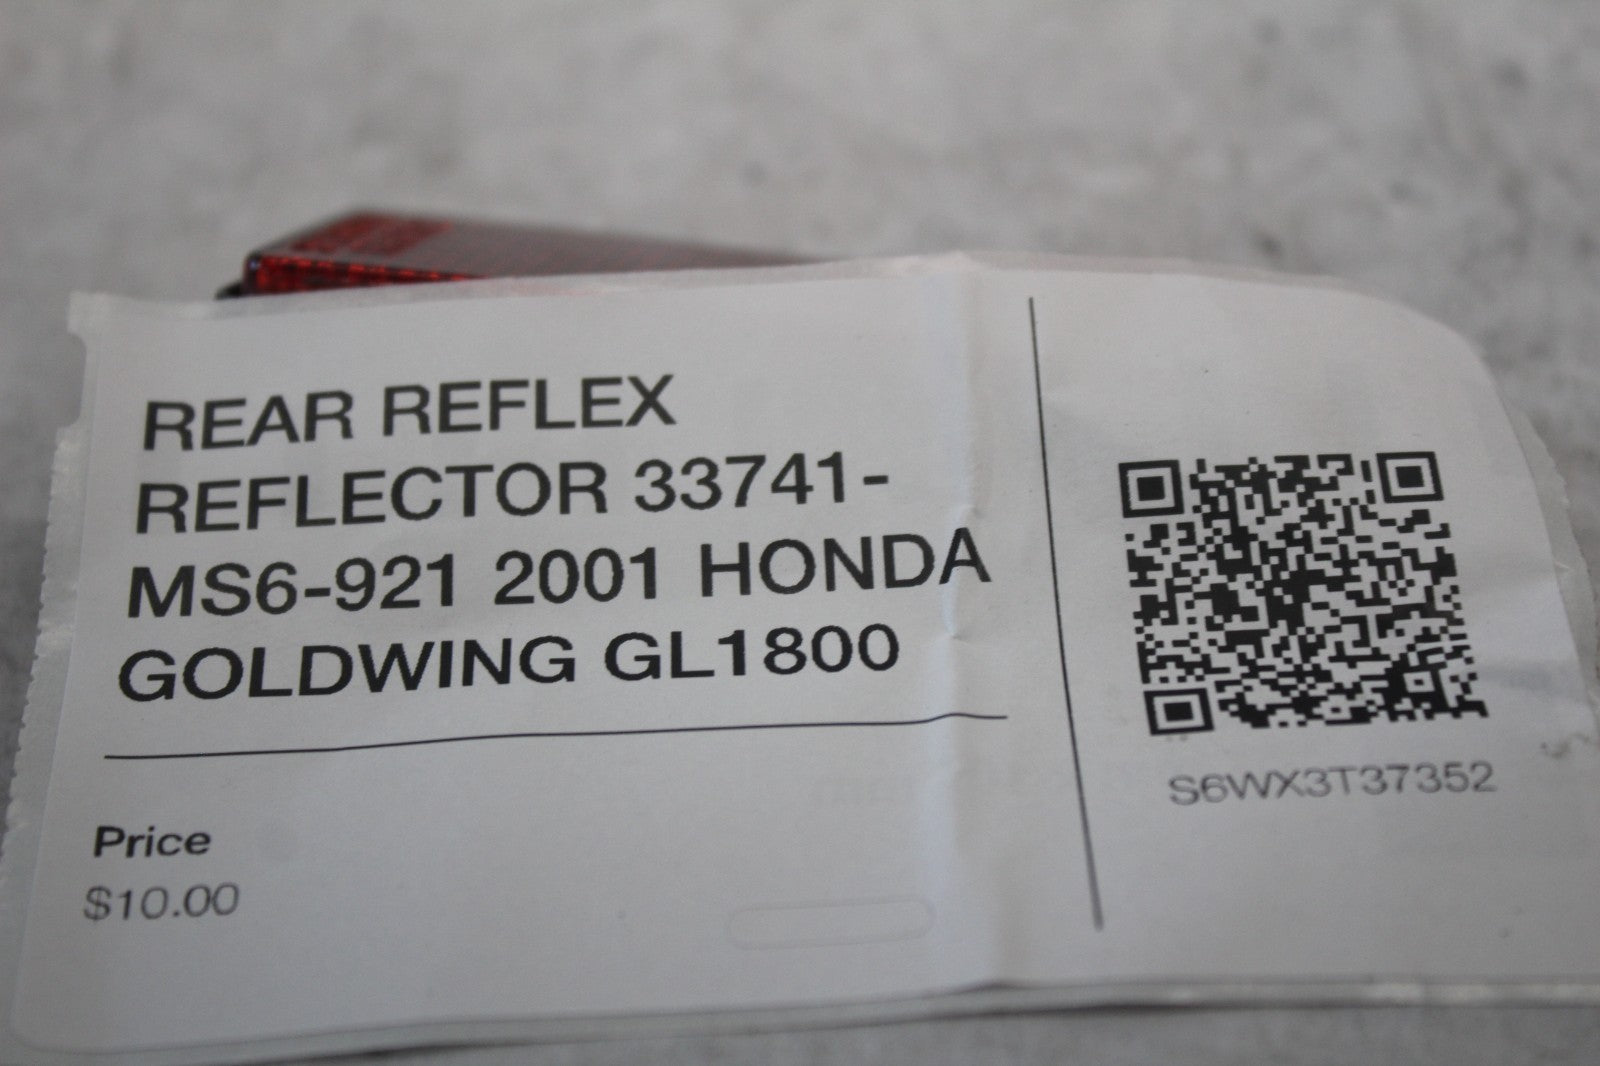 REAR REFLEX
REFLECTOR 33741-
MS6-921 2001 HONDA
GOLDWING GL1800
Price
$10.00
S6WX3T37352